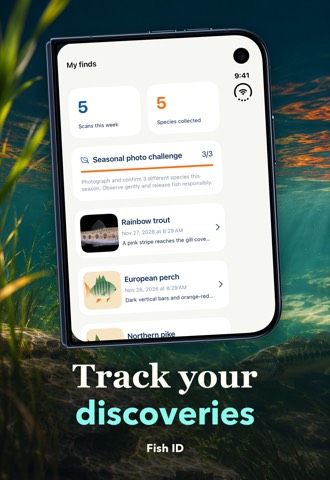 My finds
9:41
5
Scans this week
5
Species collected
Seasonal photo challenge 3/3
Photograph and confirm 3 different species this
season. Observe gently and release fish responsibly.
Rainbow trout
Nov 27, 2026 at 8:29 AM
A pink stripe reaches the gill cove...
European perch
Nov 26, 2026 at 8:29 AM
Dark vertical bars and orange-red...
Northern pike
Track your
discoveries
Fish ID